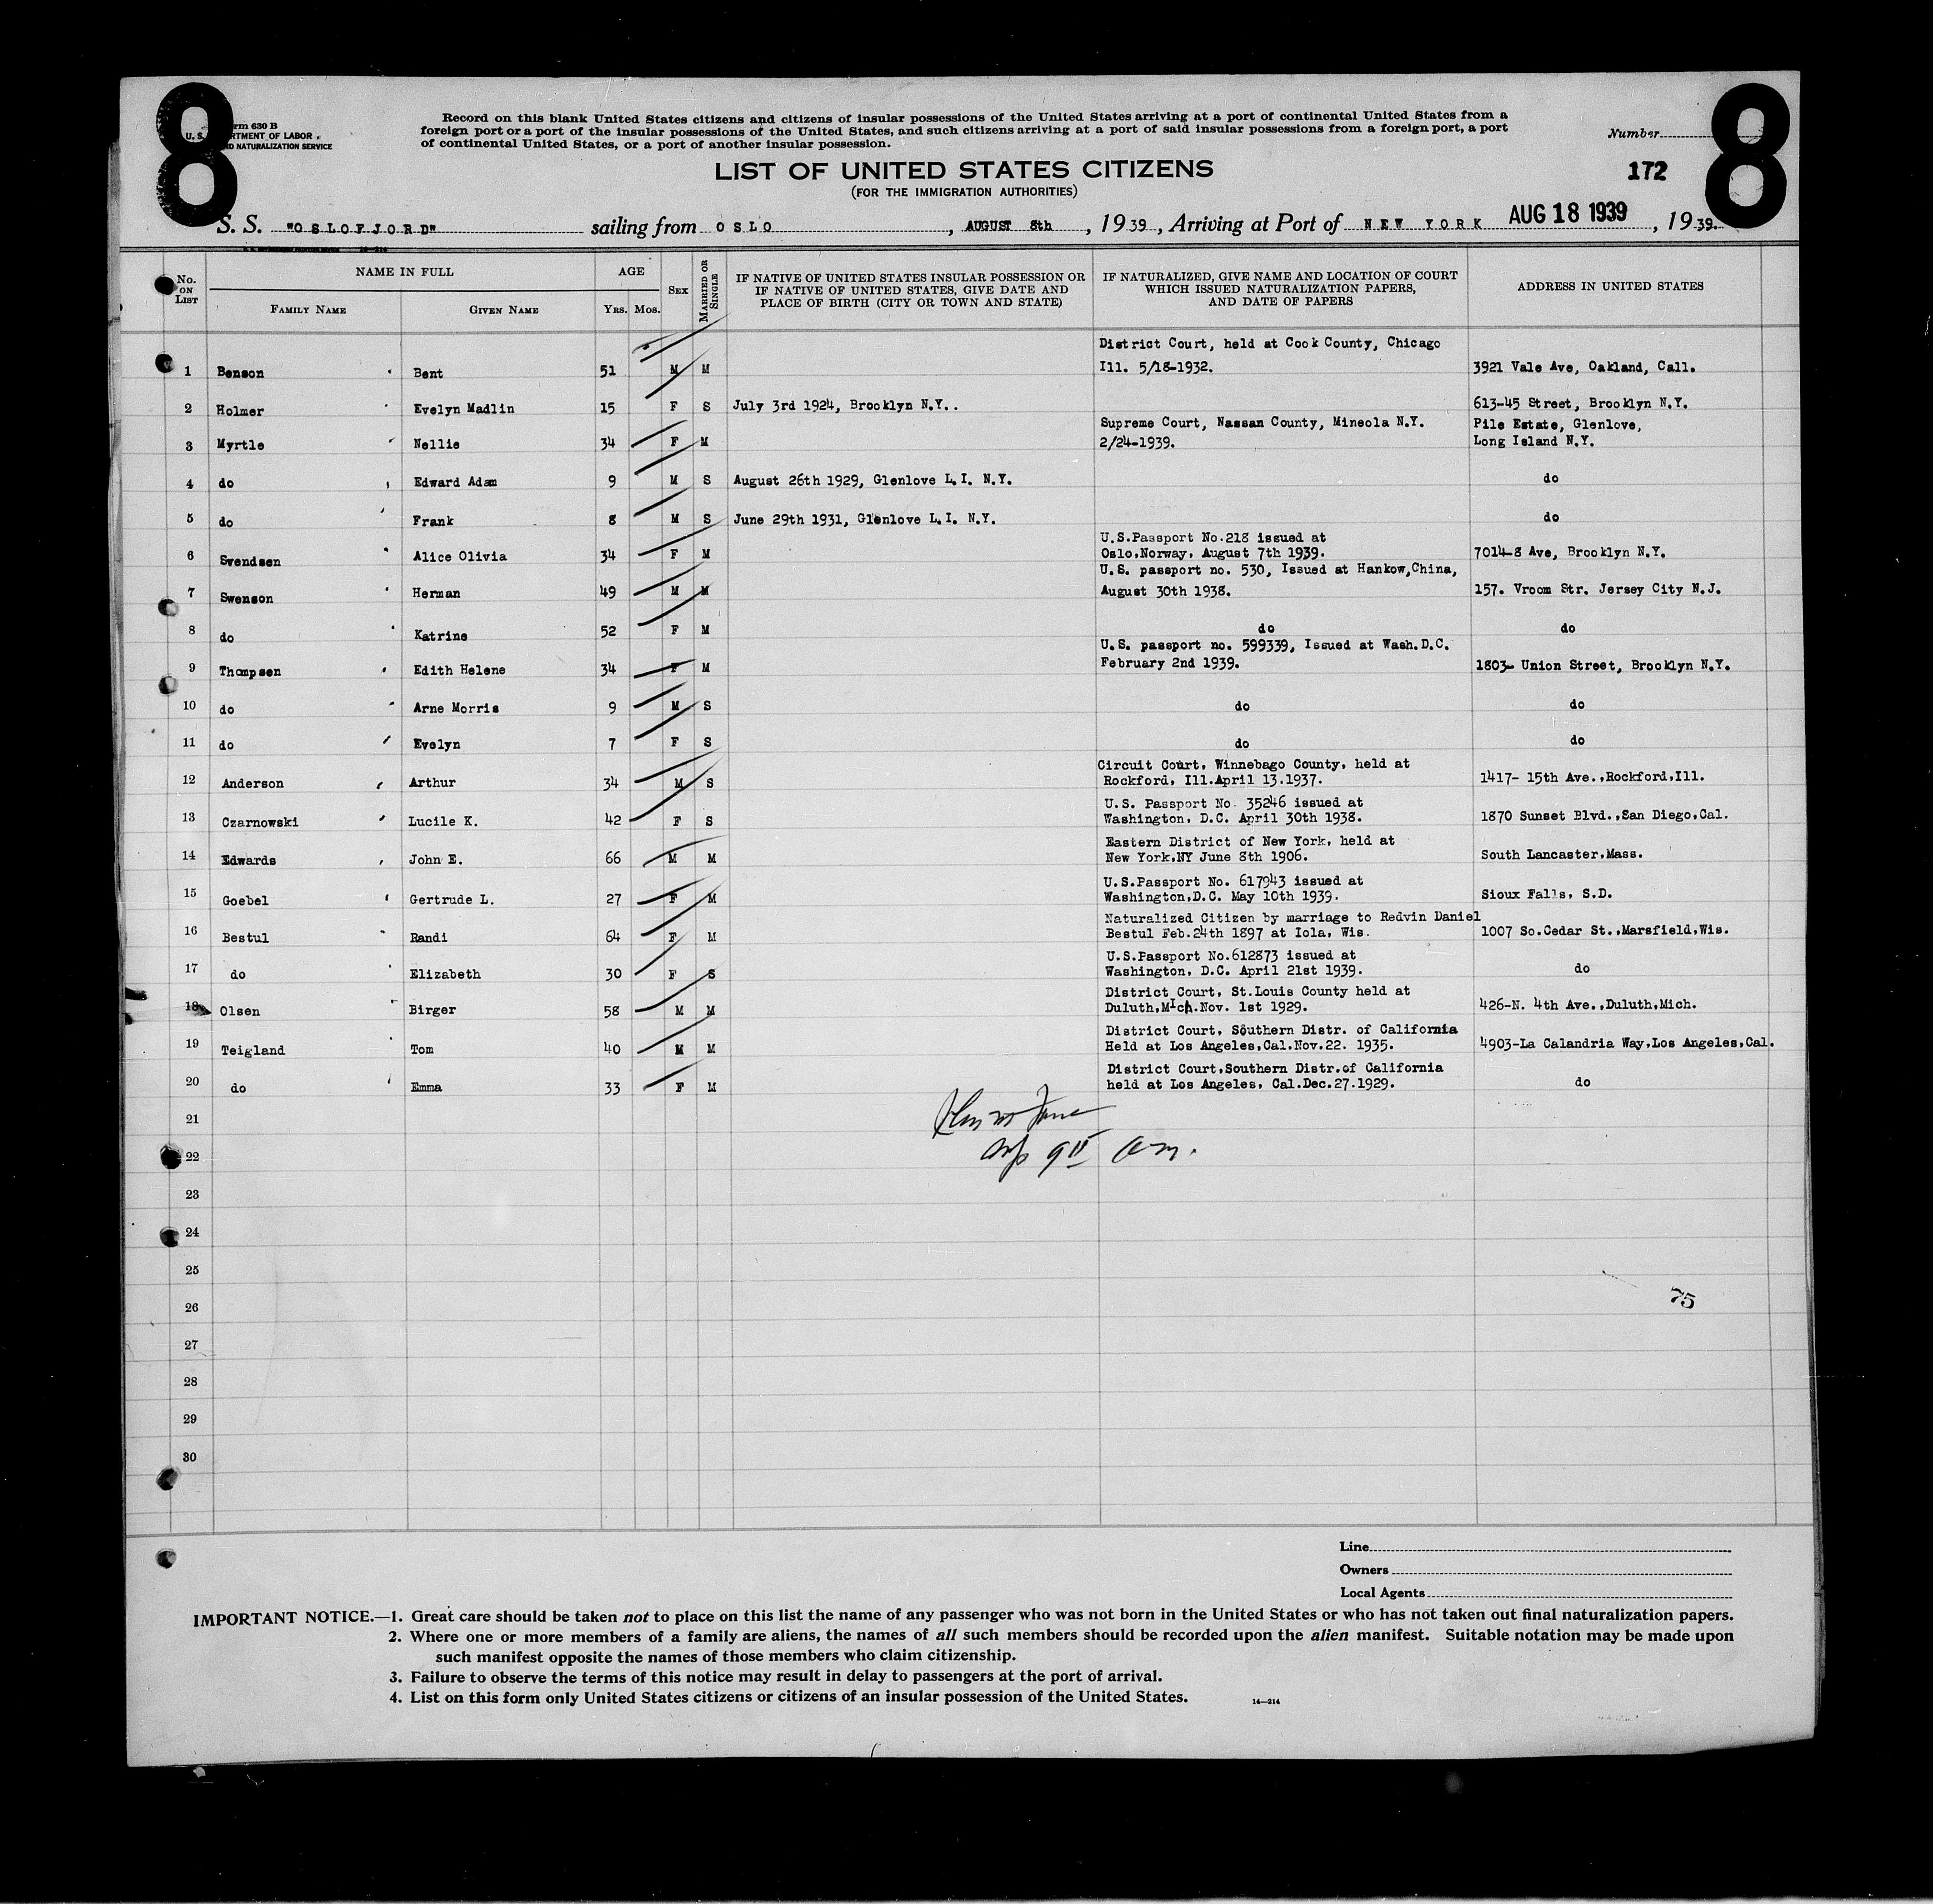 8
8
rm 630 B
U. S. RTMENT OF LABOR
ND NATURALIZATION SERVICE
Record on this blank United States citizens and citizens of insular possessions of the United States arriving at a port of continental United States from a
foreign port or a port of the insular possessions of the United States, and such citizens arriving at a port of said insular possessions from a foreign port, a port
of continental United States, or a port of another insular possession.
Number
LIST OF UNITED STATES CITIZENS
(FOR THE IMMIGRATION AUTHORITIES)
172
S. S. "OSLOFJORD" sailing from OSLO, AUGUST 8th, 1939, Arriving at Port of NEW YORK AUG 18 1939, 1939.
No. ON LIST NAME IN FULL AGE SEX MARRIED OR SINGLE IF NATIVE OF UNITED STATES INSULAR POSSESSION OR IF NATIVE OF UNITED STATES, GIVE DATE AND PLACE OF BIRTH (CITY OR TOWN AND STATE) IF NATURALIZED, GIVE NAME AND LOCATION OF COURT WHICH ISSUED NATURALIZATION PAPERS, AND DATE OF PAPERS ADDRESS IN UNITED STATES
FAMILY NAME GIVEN NAME YRS. MOS.
District Court, held at Cook County, Chicago
1 Benson Bent 51 M M Ill. 5/18-1932. 3921 Vale Ave, Oakland, Call.
2 Holmer Evelyn Madlin 15 F S July 3rd 1924, Brooklyn N.Y.. 613-45 Street, Brooklyn N.Y.
Supreme Court, Nassan County, Mineola N.Y. Pile Estate, Glenlove,
3 Myrtle Nellie 34 F M 2/24-1939. Long Island N.Y.
4 do Edward Adam 9 M S August 26th 1929, Glenlove L.I. N.Y. do
5 do Frank 8 M S June 29th 1931, Glenlove L.I. N.Y. do
U.S.Passport No.218 issued at
6 Svendsen Alice Olivia 34 F M Oslo,Norway, August 7th 1939. 7014-8 Ave, Brooklyn N.Y.
U.S. passport no. 530, Issued at Hankow,China,
7 Swenson Herman 49 M M August 30th 1938. 157. Vroom Str. Jersey City N.J.
8 do Katrine 52 F M do do
U.S. passport no. 599339, Issued at Wash.D.C.
9 Thompsen Edith Helene 34 F M February 2nd 1939. 1803- Union Street, Brooklyn N.Y.
10 do Arne Morris 9 M S do do
11 do Evelyn 7 F S do do
Circuit Court, Winnebago County, held at
12 Anderson Arthur 34 M S Rockford, Ill.April 13.1937. 1417- 15th Ave.,Rockford,Ill.
U.S. Passport No. 35246 issued at
13 Czarnowski Lucile K. 42 F S Washington, D.C. April 30th 1938. 1870 Sunset Blvd.,San Diego,Cal.
Eastern District of New York, held at
14 Edwards John E. 66 M M New York,NY June 8th 1906. South Lancaster,Mass.
U.S.Passport No. 617943 issued at
15 Goebel Gertrude L. 27 F M Washington,D.C. May 10th 1939. Sioux Falls, S.D.
Naturalized Citizen by marriage to Redvin Daniel
16 Bestul Randi 64 F M Bestul Feb.24th 1897 at Iola, Wis. 1007 So.Cedar St.,Marsfield,Wis.
U.S.Passport No.612873 issued at
17 do Elizabeth 30 F S Washington, D.C. April 21st 1939. do
District Court, St.Louis County held at
18 Olsen Birger 58 M M Duluth,Mich.Nov. 1st 1929. 426-N. 4th Ave.,Duluth,Mich.
District Court, Southern Distr. of California
19 Teigland Tom 40 M M Held at Los Angeles,Cal.Nov.22. 1935. 4903-La Calandria Way,Los Angeles,Cal.
District Court,Southern Distr.of California
20 do Emma 33 F M held at Los Angeles, Cal.Dec.27.1929. do
21
22
23
24
25
26
75
27
28
29
30
Line
Owners
Local Agents
IMPORTANT NOTICE.—1. Great care should be taken not to place on this list the name of any passenger who was not born in the United States or who has not taken out final naturalization papers.
2. Where one or more members of a family are aliens, the names of all such members should be recorded upon the alien manifest. Suitable notation may be made upon
such manifest opposite the names of those members who claim citizenship.
3. Failure to observe the terms of this notice may result in delay to passengers at the port of arrival.
4. List on this form only United States citizens or citizens of an insular possession of the United States. 14—214